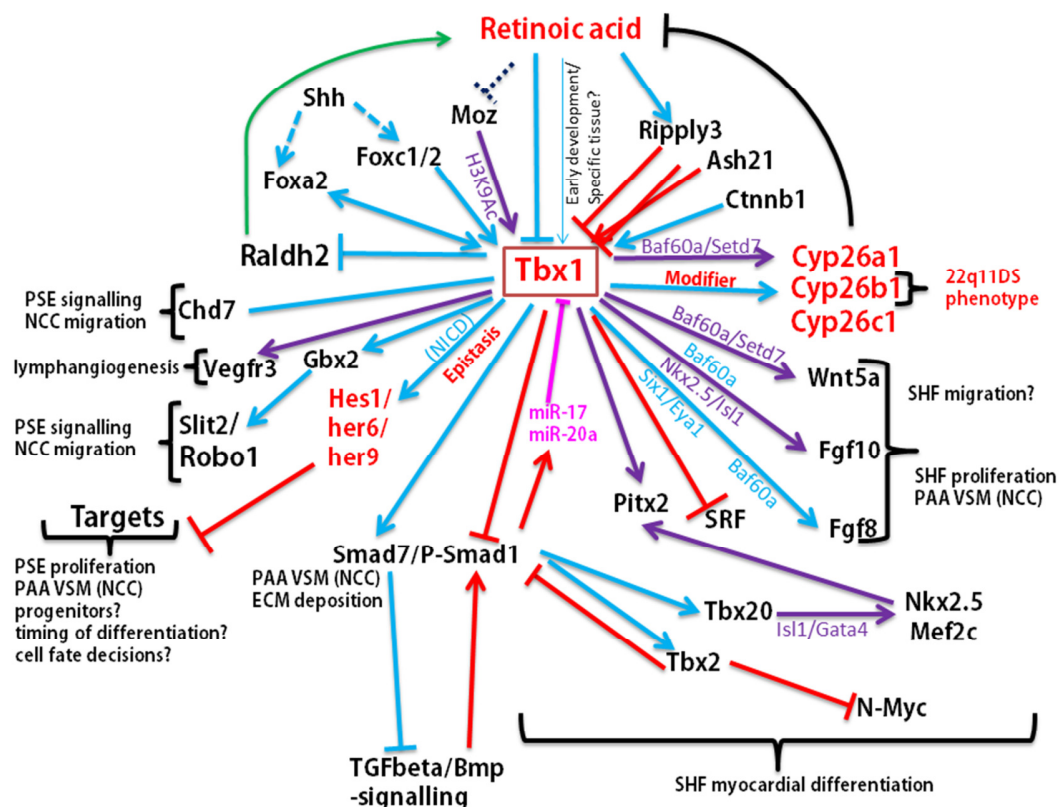 Retinoic acid
Shh
Moz
Early development/
Specific tissue?
Ripply3
Foxc1/2
H3K9Ac
Ash21
Foxa2
Ctnnb1
Raldh2
Tbx1
Baf60a/Setd7
Cyp26a1
Modifier
Cyp26b1
Cyp26c1
22q11DS
phenotype
PSE signalling
NCC migration
Chd7
lymphangiogenesis
Vegfr3
Gbx2
(NICD)
Epistasis
Baf60a/Setd7
Baf60a
Nkx2.5/Isl1
Six1/Eya1
Baf60a
Wnt5a
SHF migration?
Hes1/
her6/
her9
miR-17
miR-20a
PSE signalling
NCC migration
Slit2/
Robo1
Fgf10
SHF proliferation
PAA VSM (NCC)
Pitx2
SRF
Fgf8
Targets
PSE proliferation
PAA VSM (NCC)
progenitors?
timing of differentiation?
cell fate decisions?
Smad7/P-Smad1
PAA VSM (NCC)
ECM deposition
Tbx20
Isl1/Gata4
Nkx2.5
Mef2c
Tbx2
N-Myc
TGFbeta/Bmp
-signalling
SHF myocardial differentiation